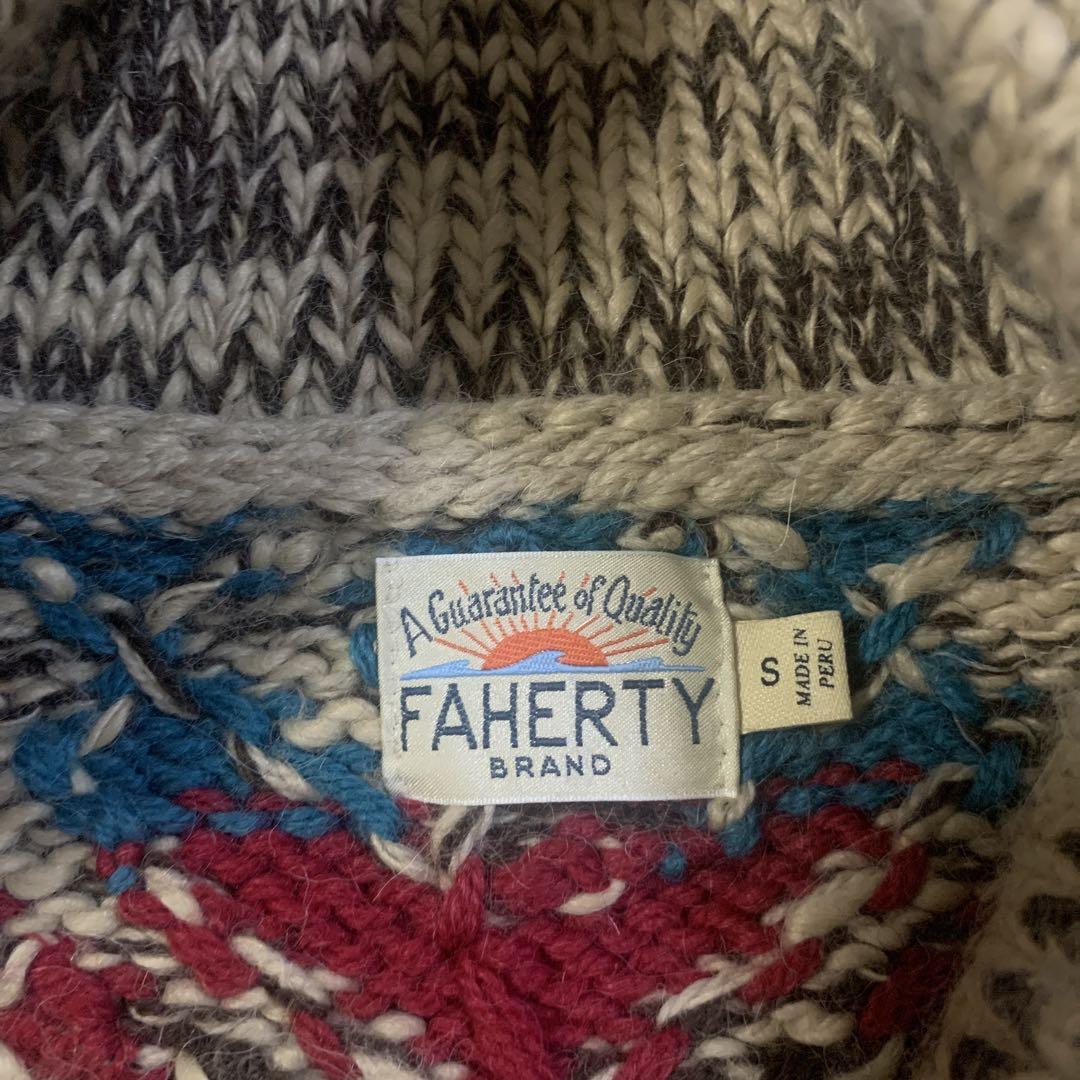 A Guarantee of Quality
FAHERTY
BRAND
S
MADE IN
PERU